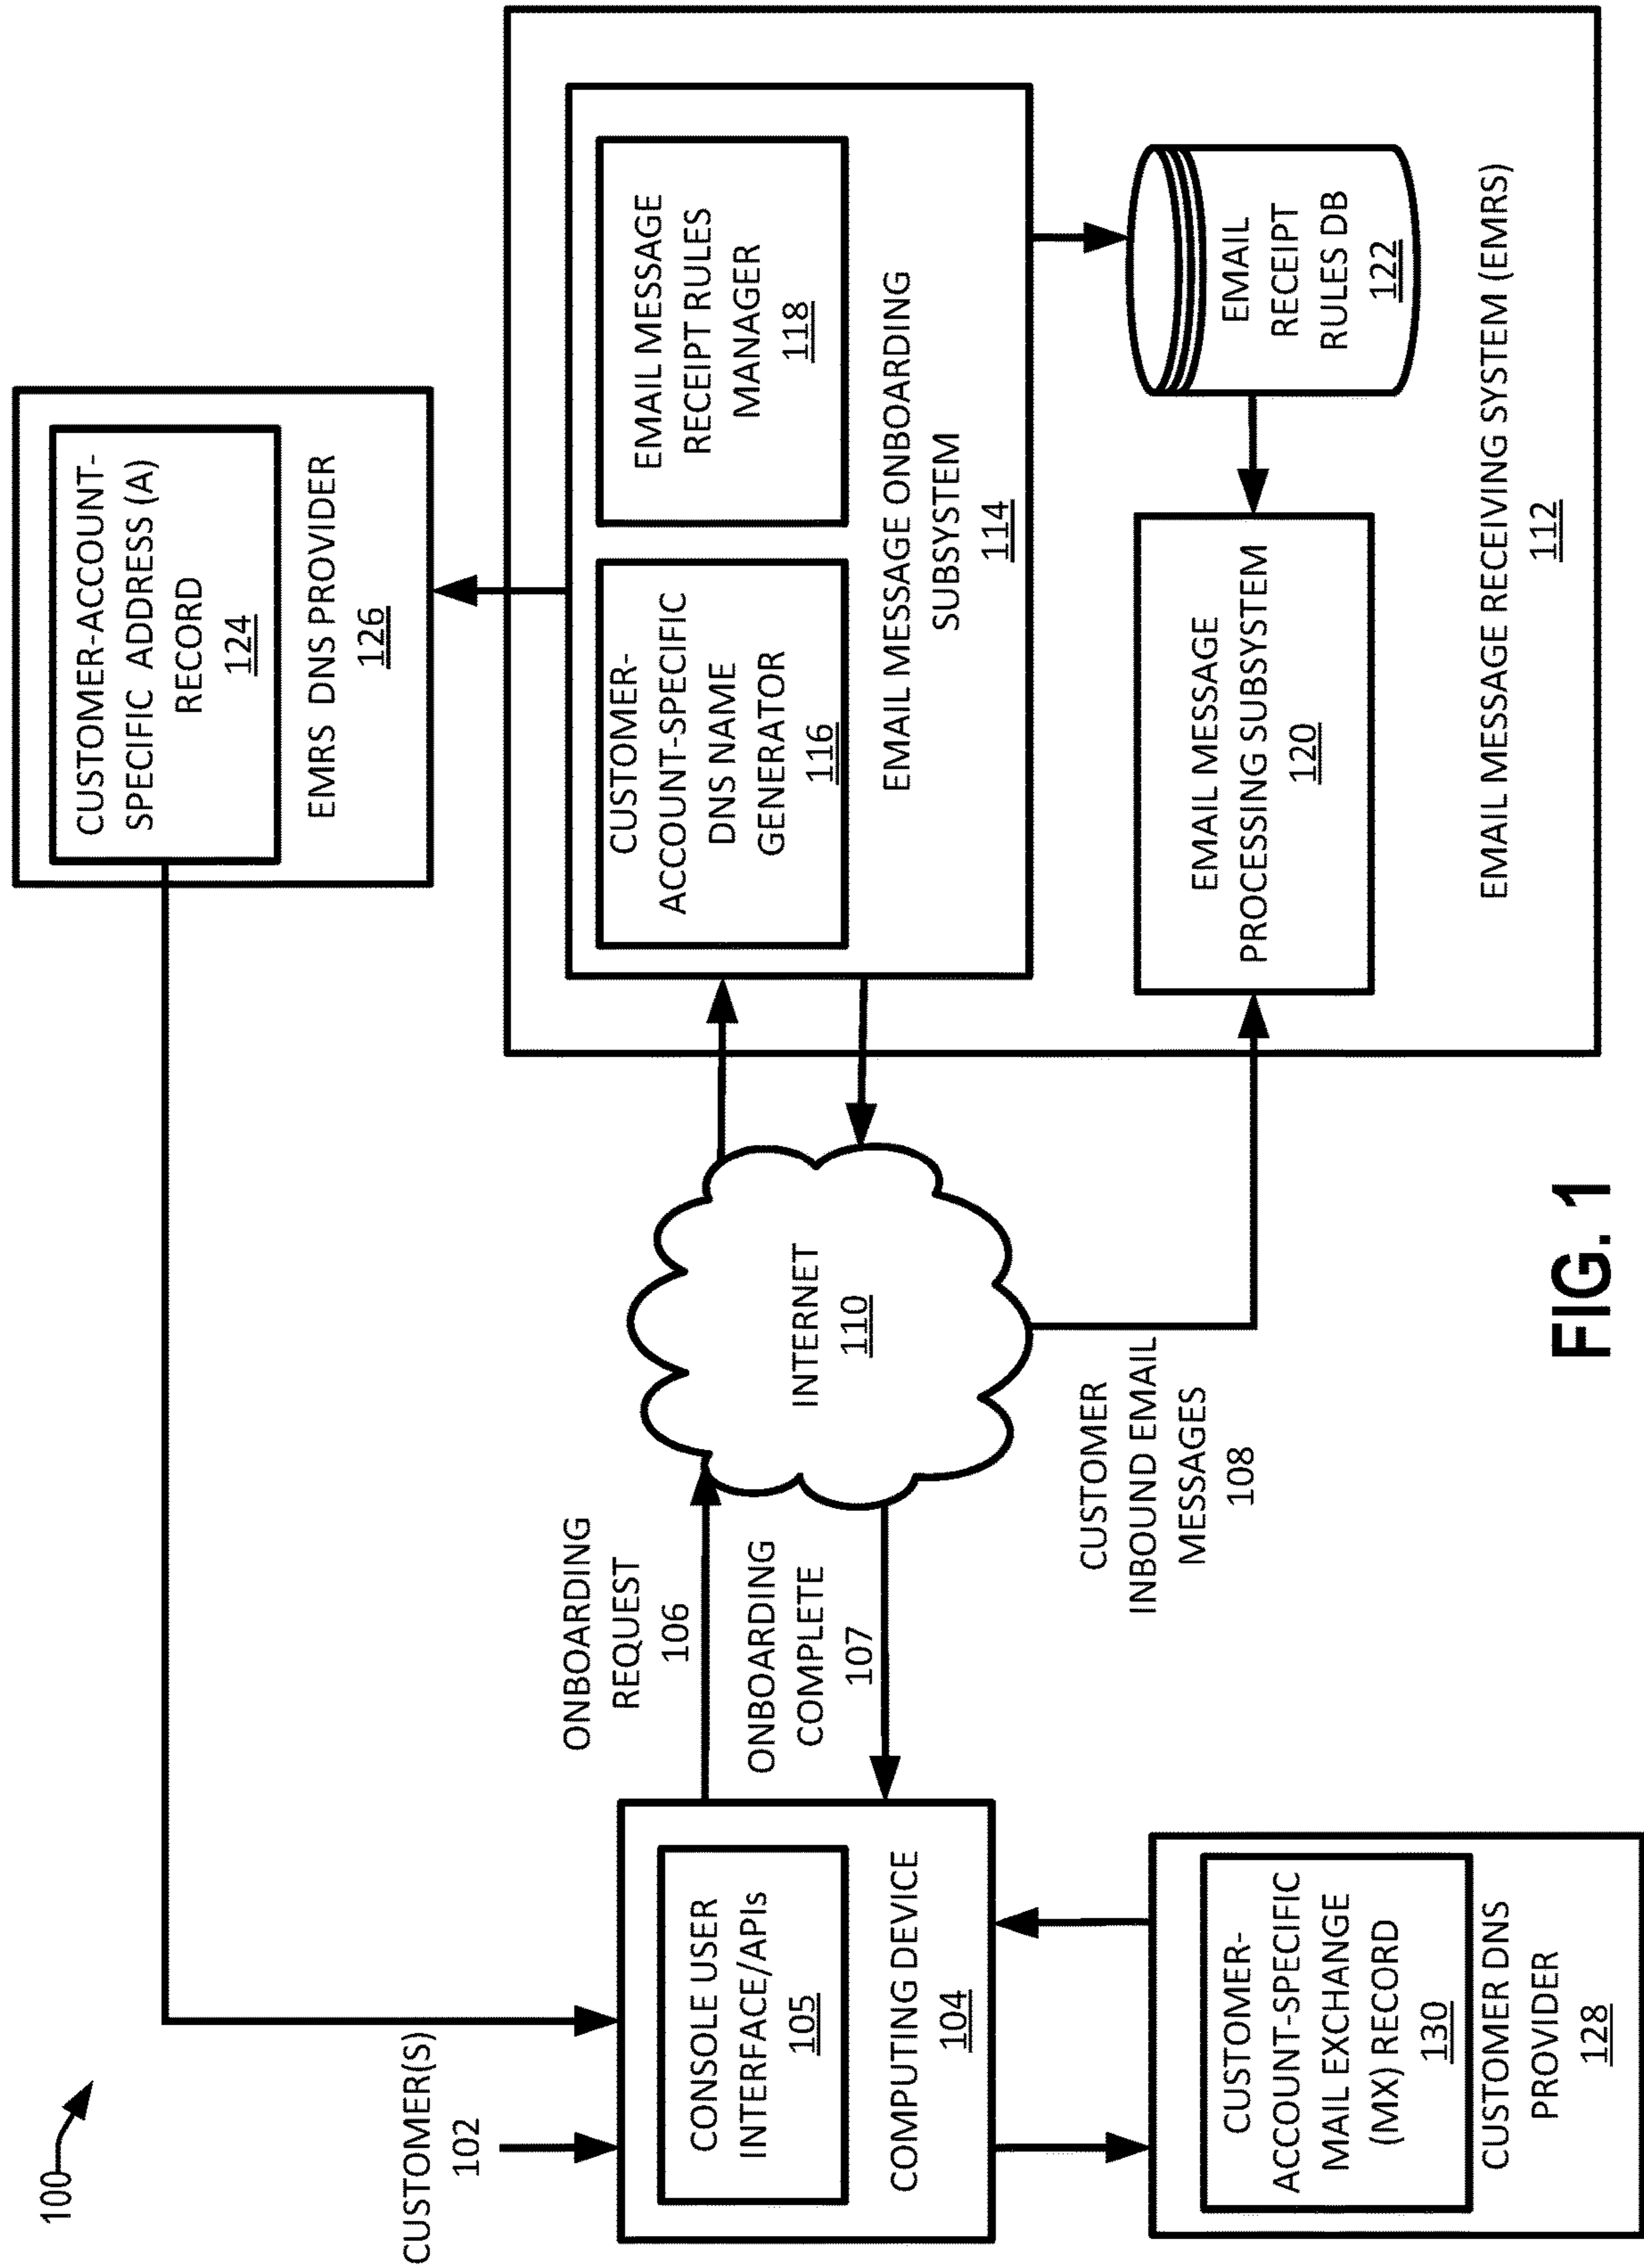 100
CUSTOMER(S)
102
CONSOLE USER
INTERFACE/APIs
105
COMPUTING DEVICE
104
CUSTOMER-
ACCOUNT-SPECIFIC
MAIL EXCHANGE
(MX) RECORD
130
CUSTOMER DNS
PROVIDER
128
ONBOARDING
REQUEST
106
ONBOARDING
COMPLETE
107
INTERNET
110
CUSTOMER
INBOUND EMAIL
MESSAGES
108
CUSTOMER-ACCOUNT-
SPECIFIC ADDRESS (A)
RECORD
124
EMRS DNS PROVIDER
126
CUSTOMER-
ACCOUNT-SPECIFIC
DNS NAME
GENERATOR
116
EMAIL MESSAGE
RECEIPT RULES
MANAGER
118
EMAIL MESSAGE ONBOARDING
SUBSYSTEM
114
EMAIL MESSAGE
PROCESSING SUBSYSTEM
120
EMAIL
RECEIPT
RULES DB
122
EMAIL MESSAGE RECEIVING SYSTEM (EMRS)
112
FIG. 1